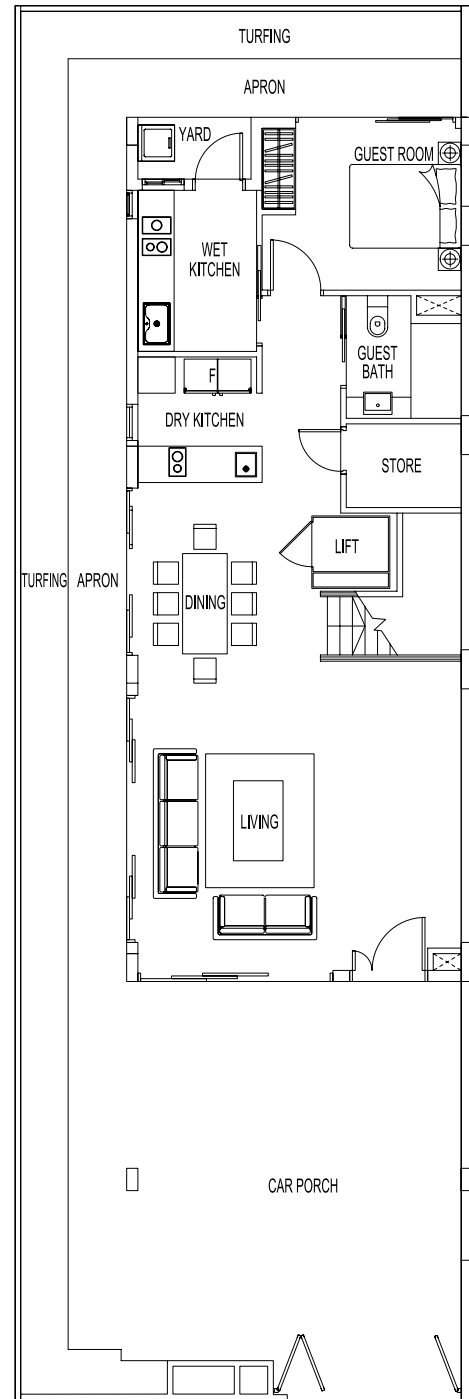 TURFING
APRON
YARD
GUEST ROOM
WET
KITCHEN
GUEST
BATH
F
DRY KITCHEN
STORE
LIFT
TURFING
APRON
DINING
LIVING
CAR PORCH